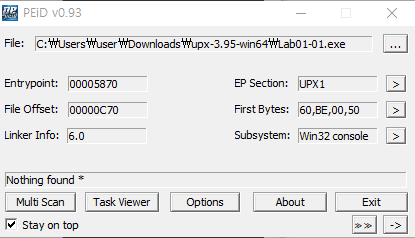 PEiD v0.93
File: C:₩Users₩user₩Downloads₩upx-3.95-win64₩Lab01-01.exe ...
Entrypoint: 00005870 EP Section: UPX1 >
File Offset: 00000C70 First Bytes: 60,BE,00,50 >
Linker Info: 6.0 Subsystem: Win32 console >
Nothing found *
Multi Scan Task Viewer Options About Exit
Stay on top >> ->